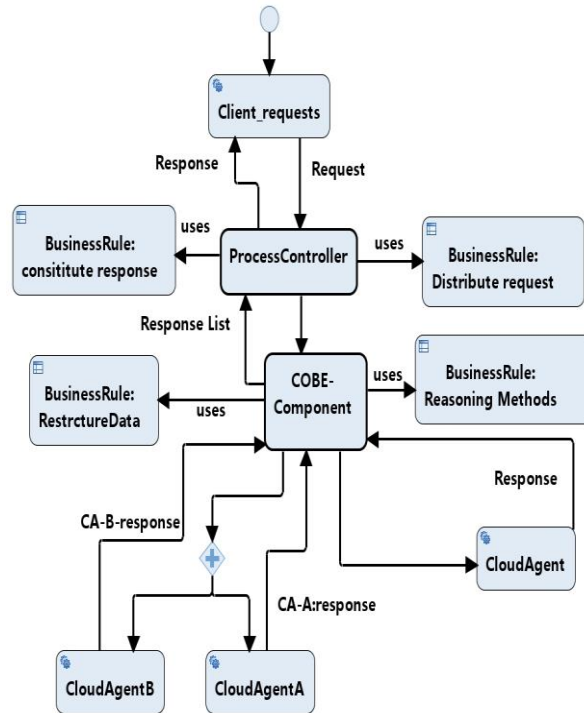 Client_requests
Response
Request
uses
BusinessRule:
consititute response
ProcessController
uses
BusinessRule:
Distribute request
Response List
BusinessRule:
RestrctureData
uses
COBE-
Component
uses
BusinessRule:
Reasoning Methods
Response
CA-B-response
CloudAgent
CA-A:response
CloudAgentB
CloudAgentA